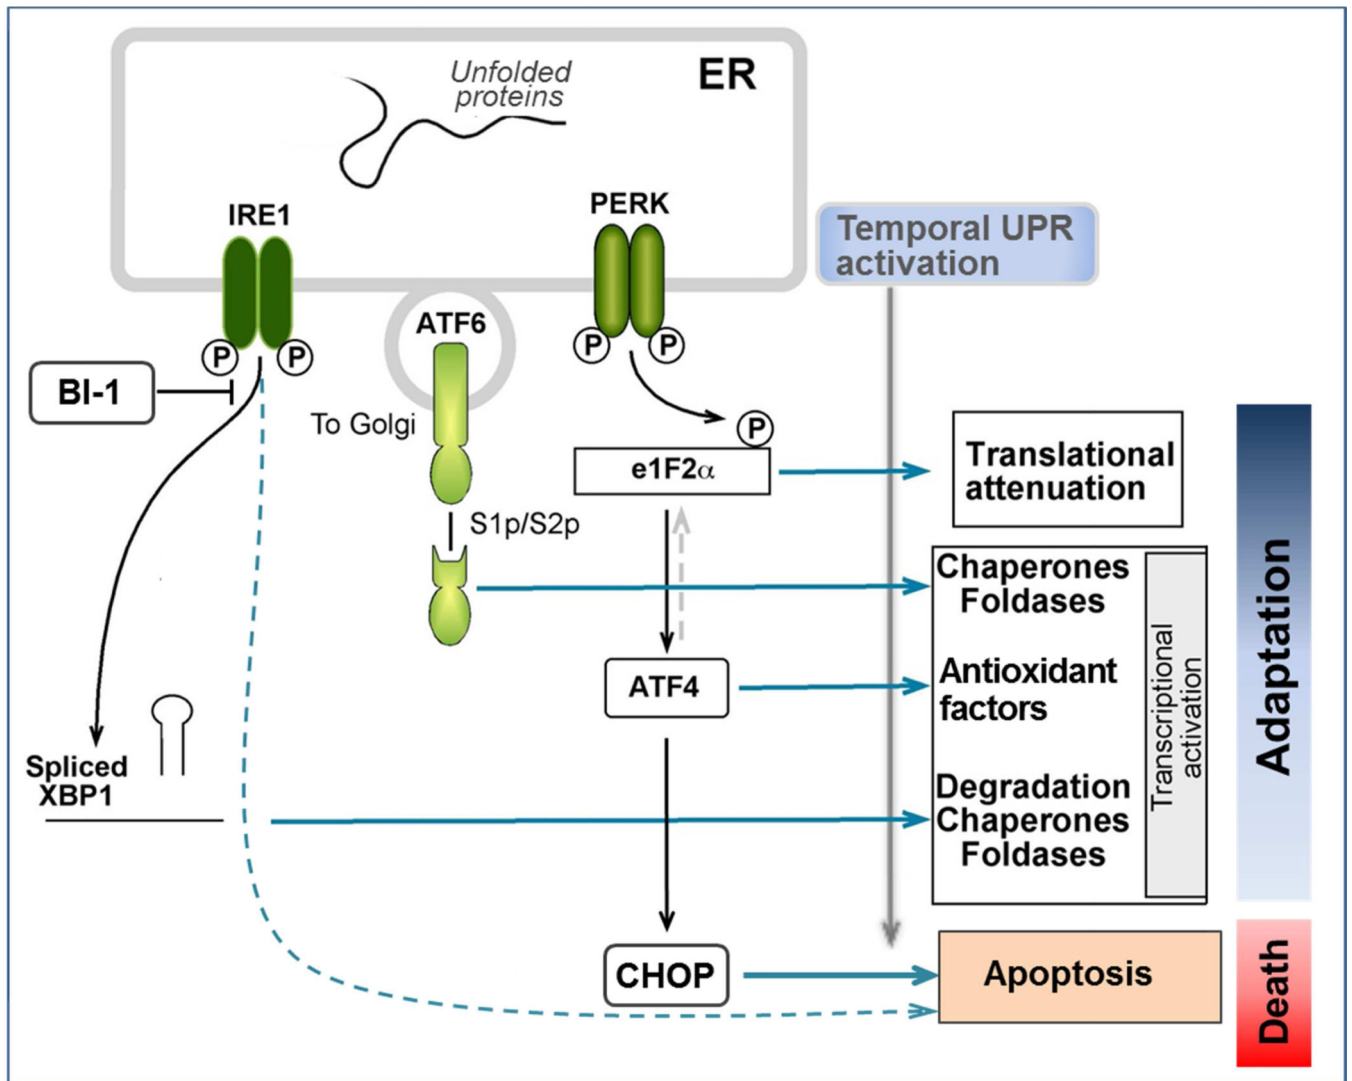 Unfolded
proteins
ER
IRE1
PERK
Temporal UPR
activation
ATF6
P
P
P
P
BI-1
To Golgi
P
e1F2α
Translational
attenuation
S1p/S2p
Chaperones
Foldases
ATF4
Antioxidant
factors
Spliced
XBP1
Degradation
Chaperones
Foldases
Transcriptional
activation
Adaptation
CHOP
Apoptosis
Death